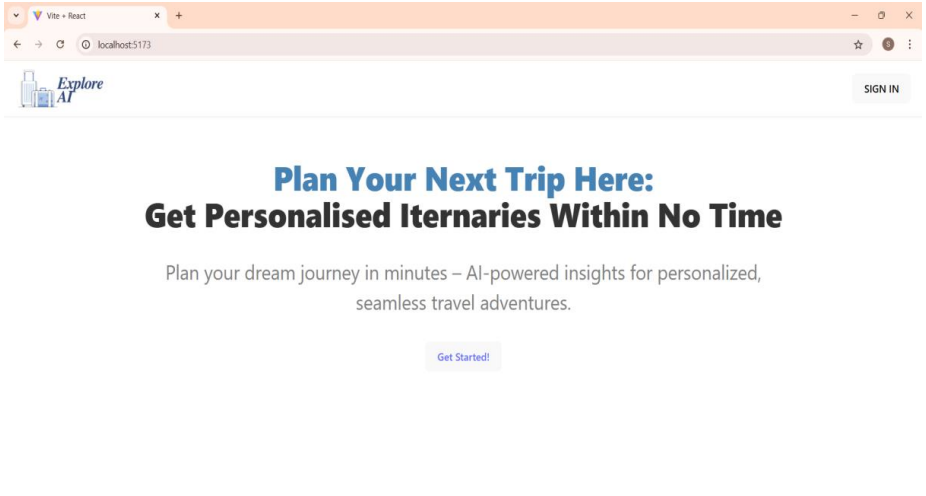 Vite + React
localhost:5173
S
Explore
AI
SIGN IN
Plan Your Next Trip Here:
Get Personalised Iternaries Within No Time
Plan your dream journey in minutes – AI-powered insights for personalized,
seamless travel adventures.
Get Started!